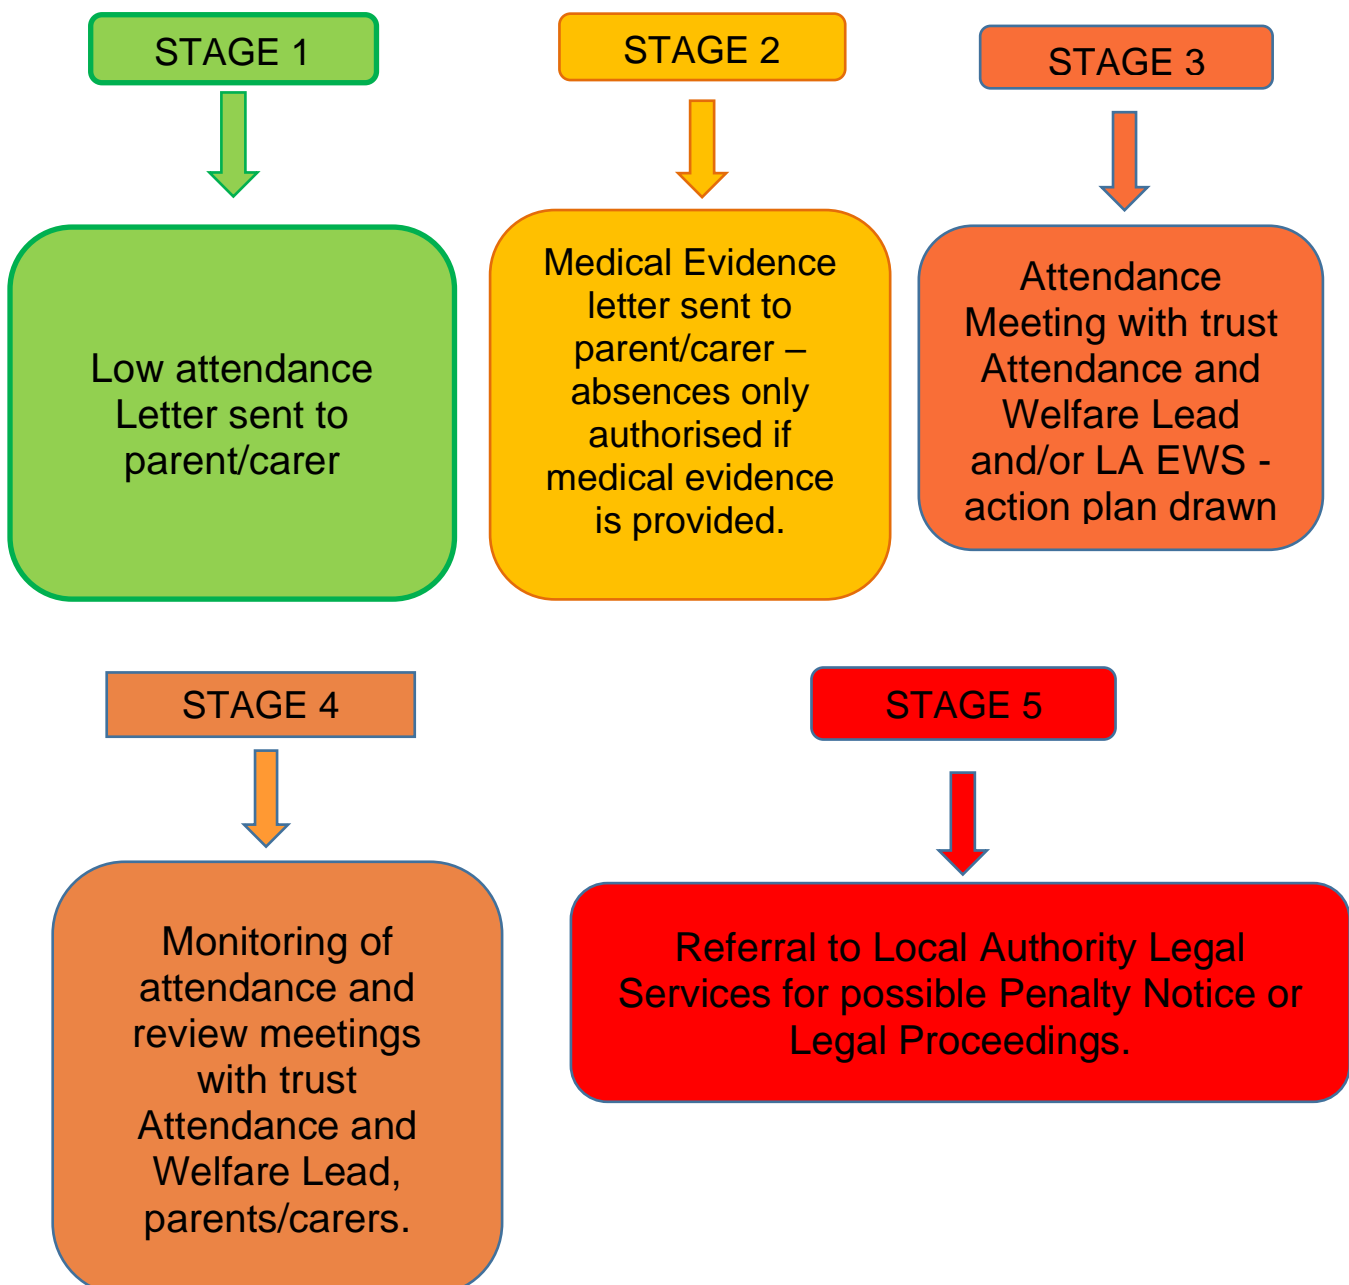 STAGE 1
Low attendance
Letter sent to
parent/carer
STAGE 2
Medical Evidence
letter sent to
parent/carer –
absences only
authorised if
medical evidence
is provided.
STAGE 3
Attendance
Meeting with trust
Attendance and
Welfare Lead
and/or LA EWS -
action plan drawn
STAGE 4
Monitoring of
attendance and
review meetings
with trust
Attendance and
Welfare Lead,
parents/carers.
STAGE 5
Referral to Local Authority Legal
Services for possible Penalty Notice or
Legal Proceedings.